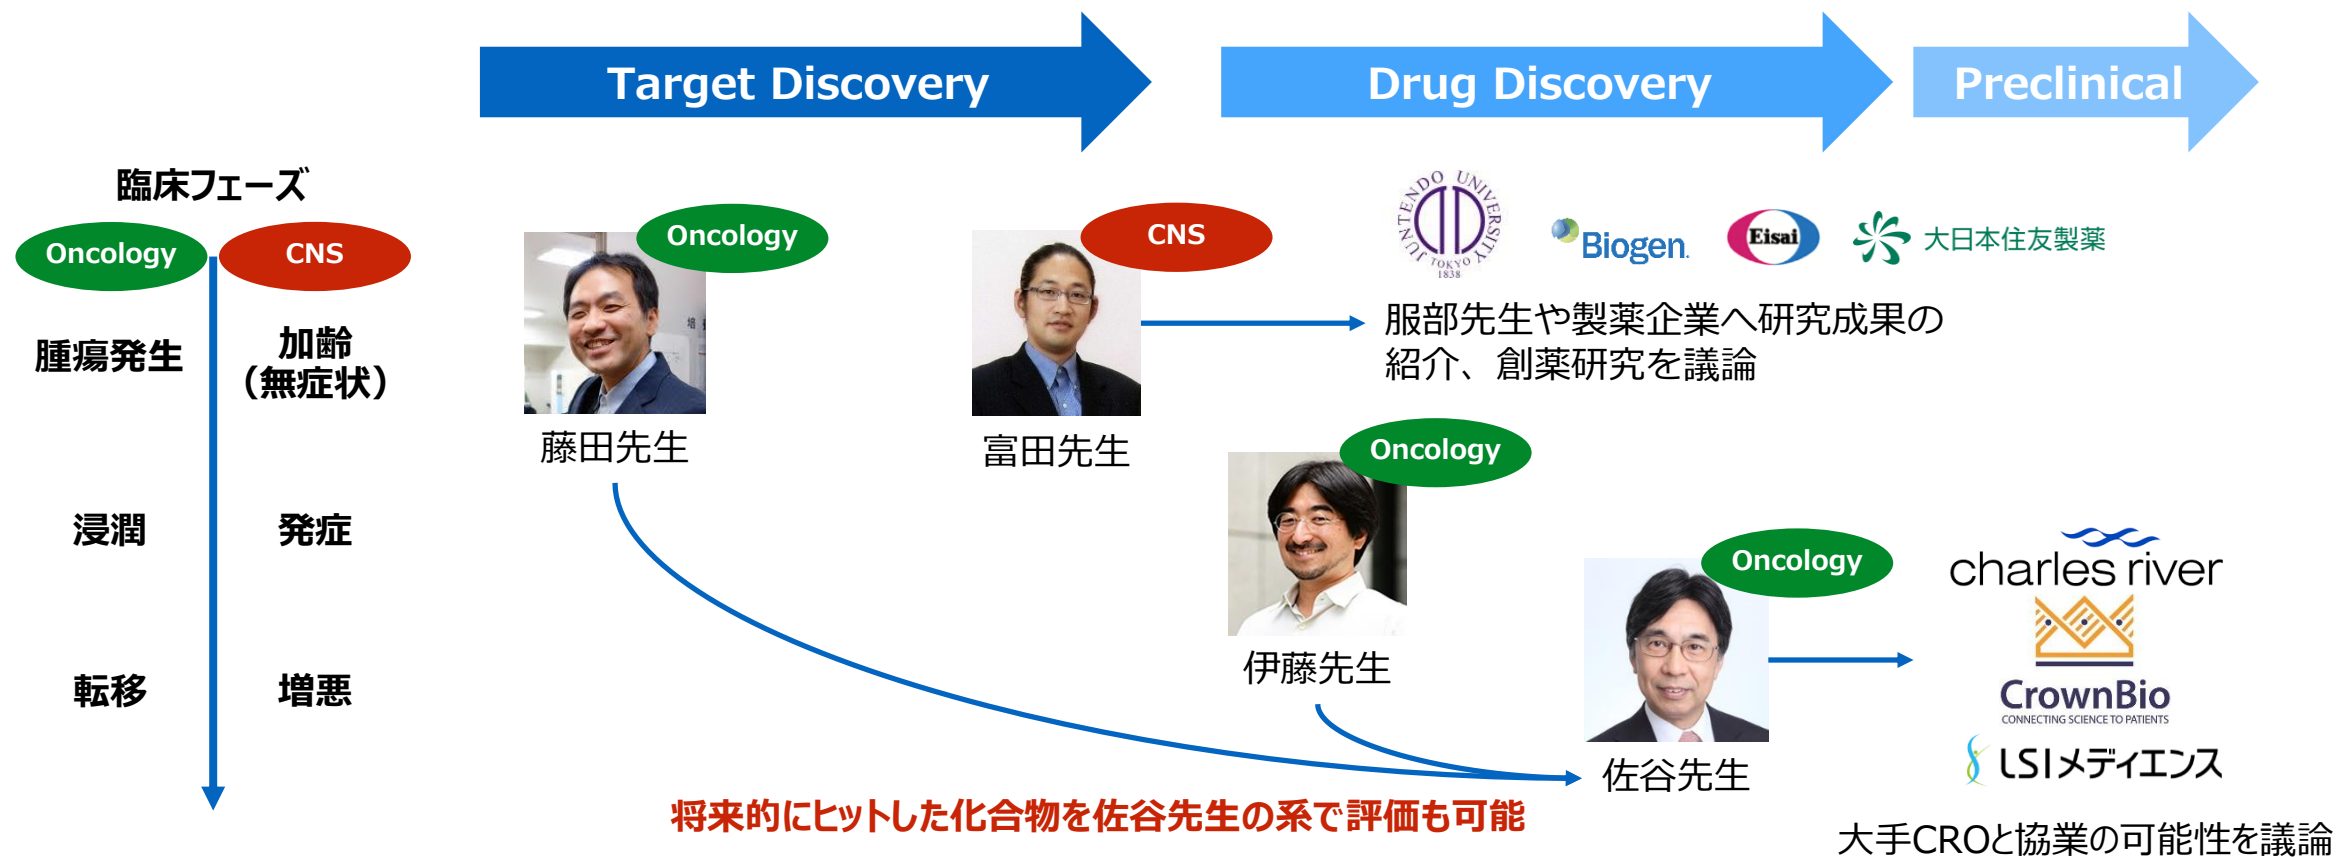 Target Discovery
Drug Discovery
Preclinical
臨床フェーズ
Oncology
CNS
腫瘍発生
加齢
（無症状）
浸潤
発症
転移
増悪
Oncology
藤田先生
CNS
富田先生
JUNTENDO UNIVERSITY
TOKYO
1838
Biogen.
Eisai
大日本住友製薬
服部先生や製薬企業へ研究成果の
紹介、創薬研究を議論
Oncology
伊藤先生
Oncology
佐谷先生
charles river
CrownBio
CONNECTING SCIENCE TO PATIENTS
LSIメディエンス
将来的にヒットした化合物を佐谷先生の系で評価も可能
大手CROと協業の可能性を議論